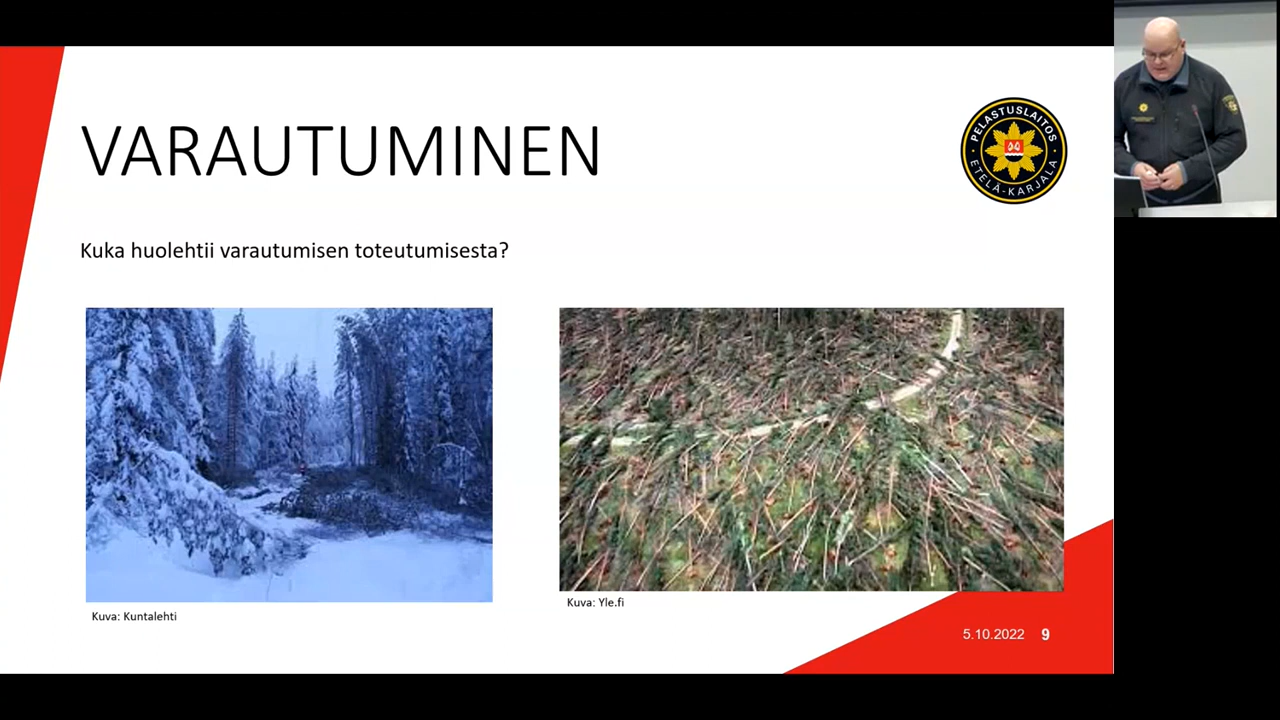 VARAUTUMINEN
PELASTUSLAITOS
ETELÄ-KARJALA
Kuka huolehtii varautumisen toteutumisesta?
Kuva: Kuntalehti
Kuva: Yle.fi
5.10.2022 9